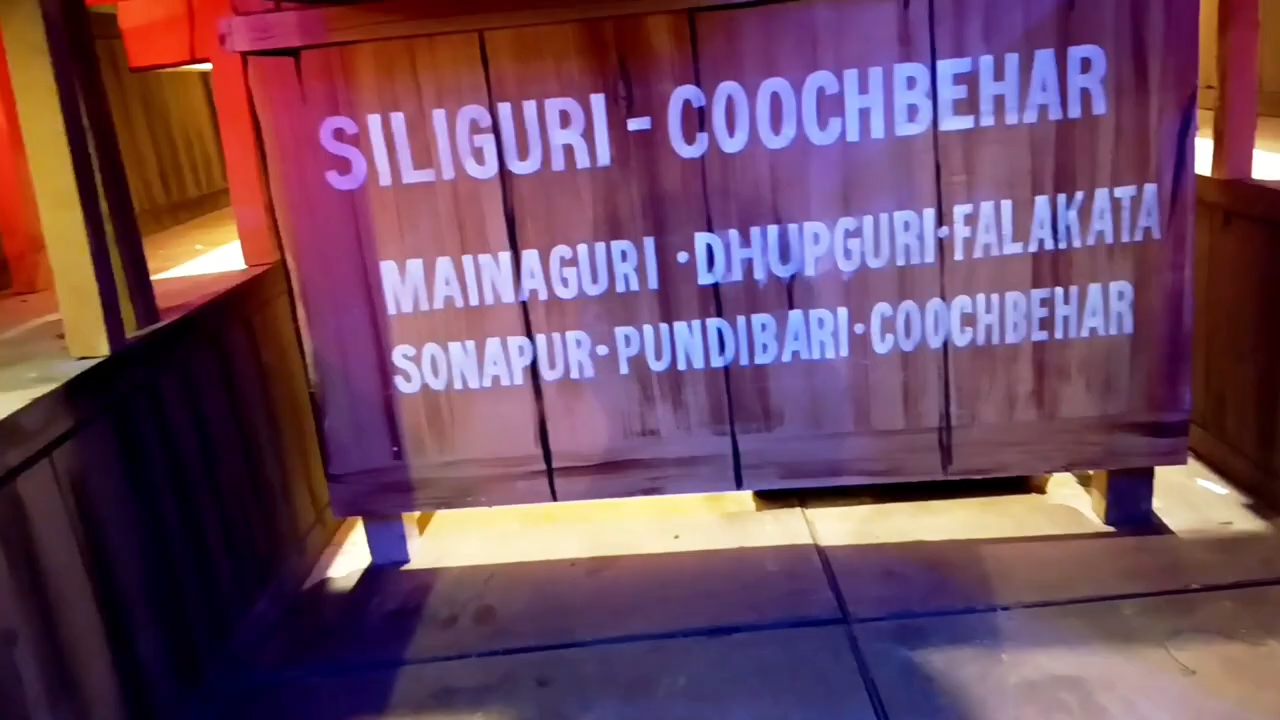 SILIGURI - COOCHBEHAR
MAINAGURI · DHUPGURI · FALAKATA
SONAPUR · PUNDIBARI · COOCHBEHAR